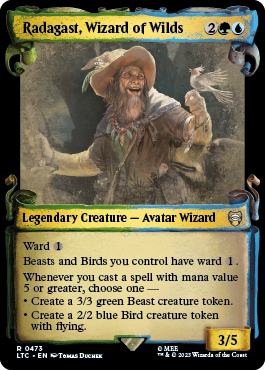 Radagast, Wizard of Wilds 2
Legendary Creature — Avatar Wizard
Ward 1
Beasts and Birds you control have ward 1.
Whenever you cast a spell with mana value
5 or greater, choose one —
• Create a 3/3 green Beast creature token.
• Create a 2/2 blue Bird creature token
with flying.
3/5
R 0473
LTC • EN Tomas Duchek
© MEE
™ & © 2023 Wizards of the Coast